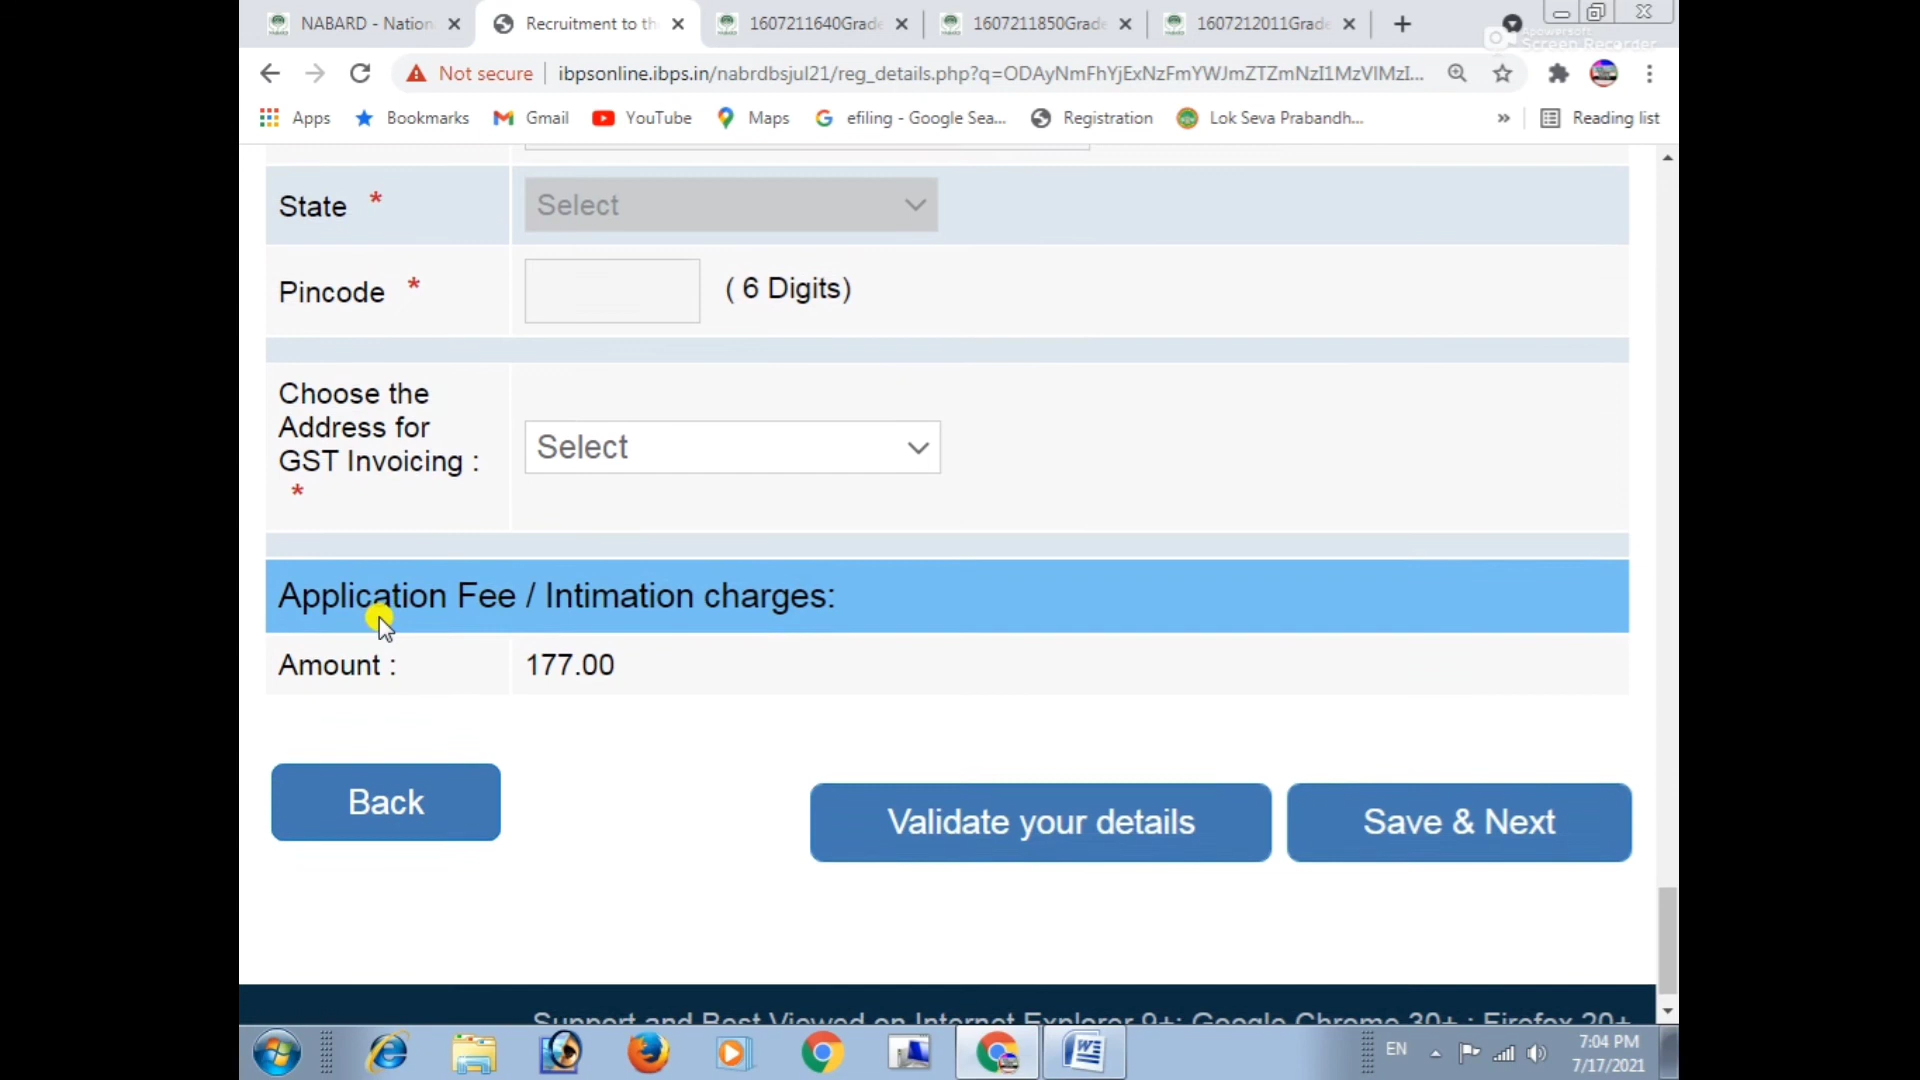 NABARD - Nation
Recruitment to th
1607211640Grade
1607211850Grade
1607212011Grade
Apowersoft
Screen Recorder
Not secure
ibpsonline.ibps.in/nabrdbsjul21/reg_details.php?q=
Apps
Bookmarks
Gmail
YouTube
Maps
efiling - Google Sea...
Registration
Lok Seva Prabandh...
»
Reading list
State *
Select
Pincode *
( 6 Digits)
Choose the
Address for
GST Invoicing :
*
Select
Application Fee / Intimation charges:
Amount :
177.00
Back
Validate your details
Save & Next
Support and Best Viewed on Internet Explorer 9+; Google Chrome 30+ ; Firefox 20+
EN
7:04 PM
7/17/2021